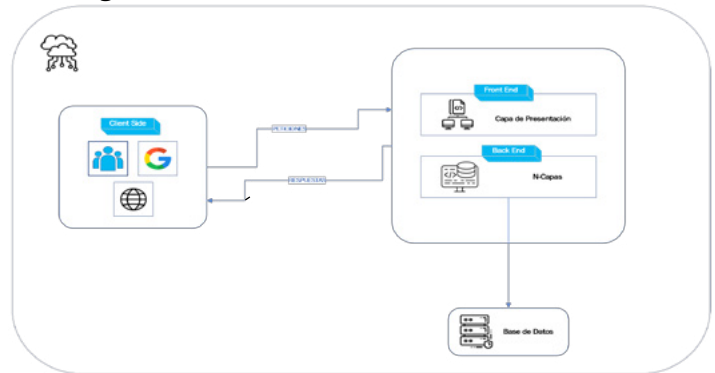 Client Side
PETICIONES
RESPUESTAS
Front End
Capa de Presentación
Back End
N-Capas
Base de Datos